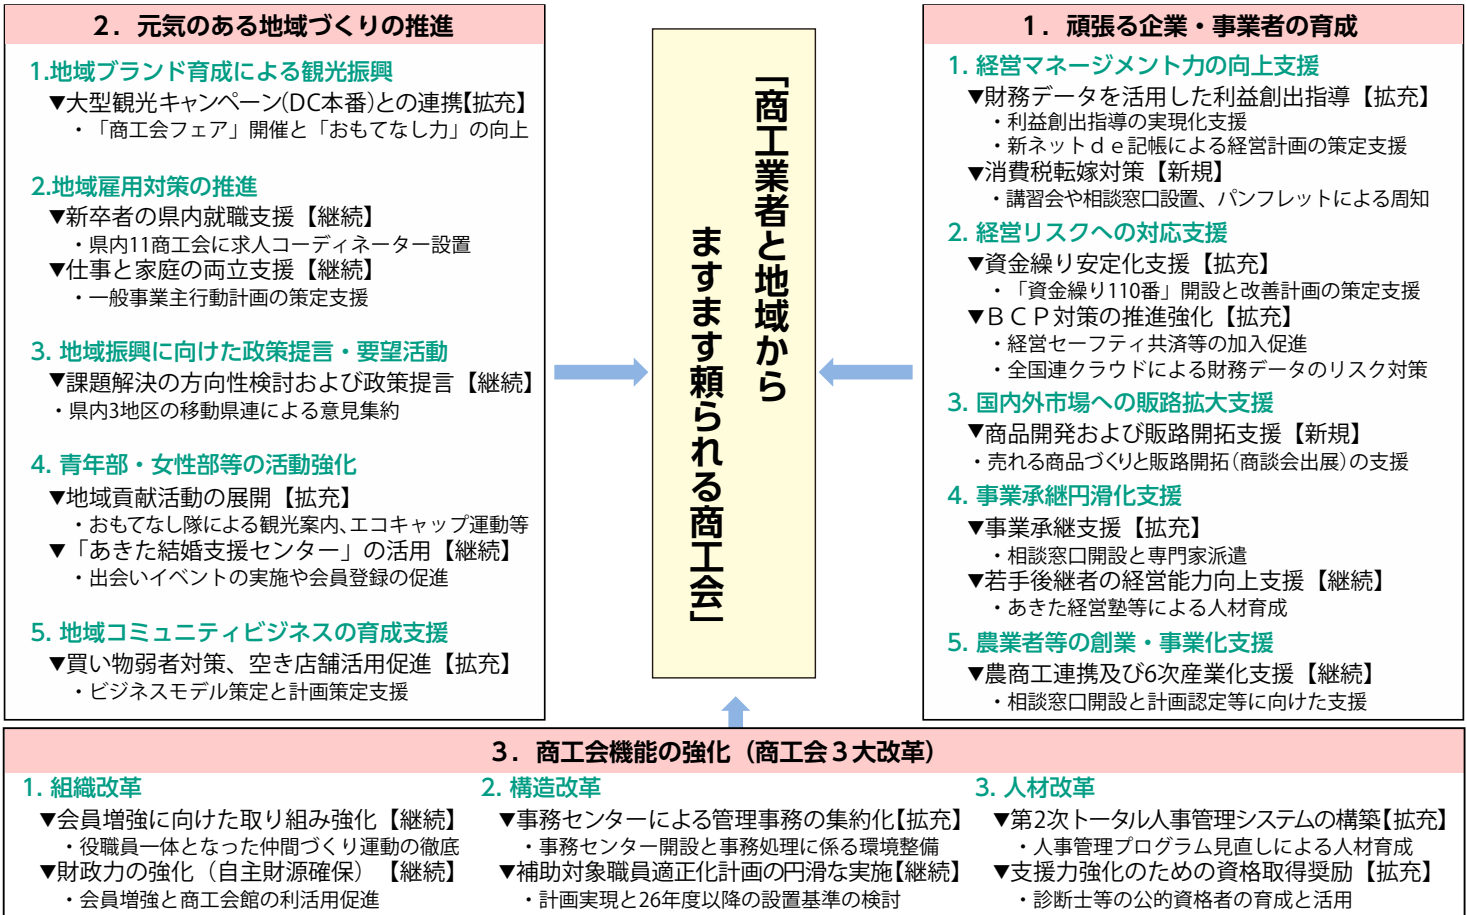 2．元気のある地域づくりの推進
1.地域ブランド育成による観光振興
▼大型観光キャンペーン(DC本番)との連携【拡充】
・「商工会フェア」開催と「おもてなし力」の向上
2.地域雇用対策の推進
▼新卒者の県内就職支援【継続】
・県内11商工会に求人コーディネーター設置
▼仕事と家庭の両立支援【継続】
・一般事業主行動計画の策定支援
3. 地域振興に向けた政策提言・要望活動
▼課題解決の方向性検討および政策提言【継続】
・県内3地区の移動県連による意見集約
4. 青年部・女性部等の活動強化
▼地域貢献活動の展開【拡充】
・おもてなし隊による観光案内､エコキャップ運動等
▼「あきた結婚支援センター」の活用【継続】
・出会いイベントの実施や会員登録の促進
5. 地域コミュニティビジネスの育成支援
▼買い物弱者対策、空き店舗活用促進【拡充】
・ビジネスモデル策定と計画策定支援
「商工業者と地域から
ますます頼られる商工会」
1．頑張る企業・事業者の育成
1. 経営マネージメント力の向上支援
▼財務データを活用した利益創出指導【拡充】
・利益創出指導の実現化支援
・新ネットｄｅ記帳による経営計画の策定支援
▼消費税転嫁対策【新規】
・講習会や相談窓口設置、パンフレットによる周知
2. 経営リスクへの対応支援
▼資金繰り安定化支援【拡充】
・「資金繰り110番」開設と改善計画の策定支援
▼ＢＣＰ対策の推進強化【拡充】
・経営セーフティ共済等の加入促進
・全国連クラウドによる財務データのリスク対策
3. 国内外市場への販路拡大支援
▼商品開発および販路開拓支援【新規】
・売れる商品づくりと販路開拓(商談会出展)の支援
4. 事業承継円滑化支援
▼事業承継支援【拡充】
・相談窓口開設と専門家派遣
▼若手後継者の経営能力向上支援【継続】
・あきた経営塾等による人材育成
5. 農業者等の創業・事業化支援
▼農商工連携及び6次産業化支援【継続】
・相談窓口開設と計画認定等に向けた支援
3．商工会機能の強化（商工会３大改革）
1. 組織改革
▼会員増強に向けた取り組み強化【継続】
・役職員一体となった仲間づくり運動の徹底
▼財政力の強化（自主財源確保）【継続】
・会員増強と商工会館の利活用促進
2. 構造改革
▼事務センターによる管理事務の集約化【拡充】
・事務センター開設と事務処理に係る環境整備
▼補助対象職員適正化計画の円滑な実施【継続】
・計画実現と26年度以降の設置基準の検討
3. 人材改革
▼第2次トータル人事管理システムの構築【拡充】
・人事管理プログラム見直しによる人材育成
▼支援力強化のための資格取得奨励【拡充】
・診断士等の公的資格者の育成と活用